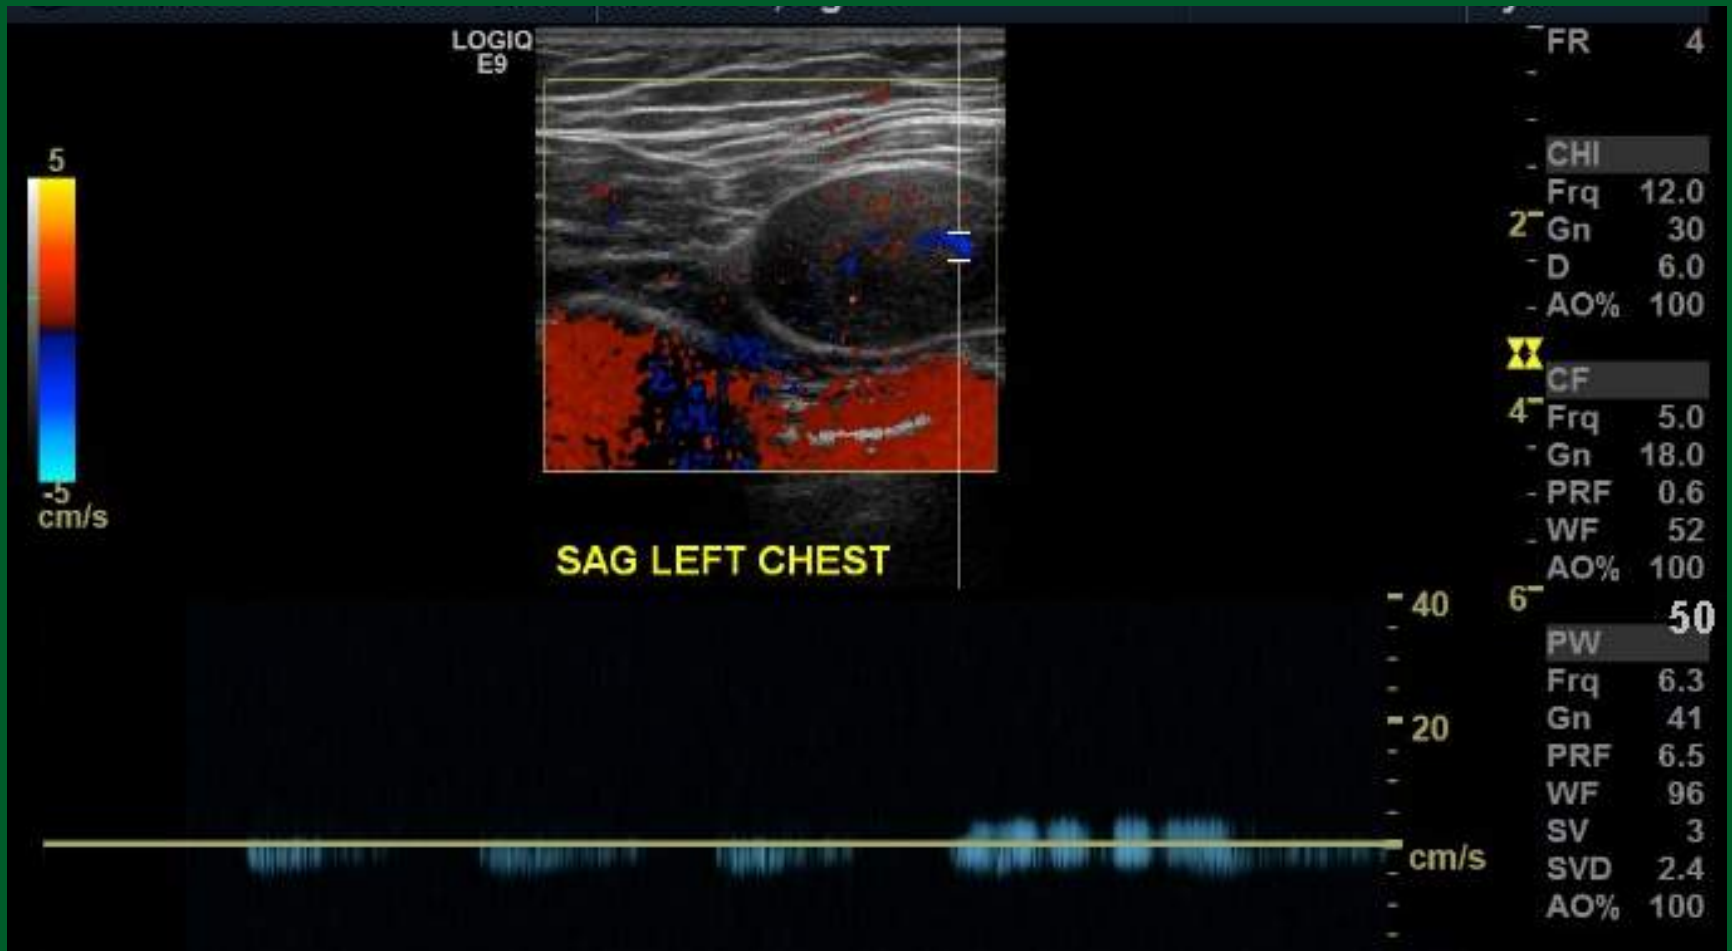 LOGIQ
E9
5
-5
cm/s
SAG LEFT CHEST
2
4
6
40
20
cm/s
FR 4
CHI
Frq 12.0
Gn 30
D 6.0
AO% 100
CF
Frq 5.0
Gn 18.0
PRF 0.6
WF 52
AO% 100
50
PW
Frq 6.3
Gn 41
PRF 6.5
WF 96
SV 3
SVD 2.4
AO% 100